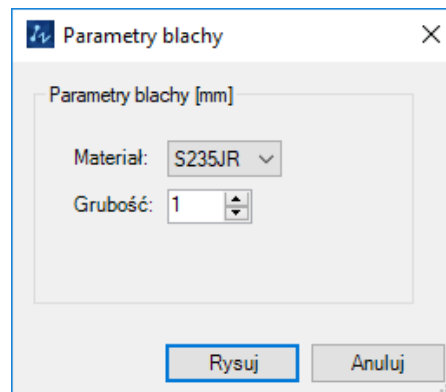 Parametry blachy
Parametry blachy [mm]
Materiał: S235JR
Grubość: 1
Rysuj Anuluj